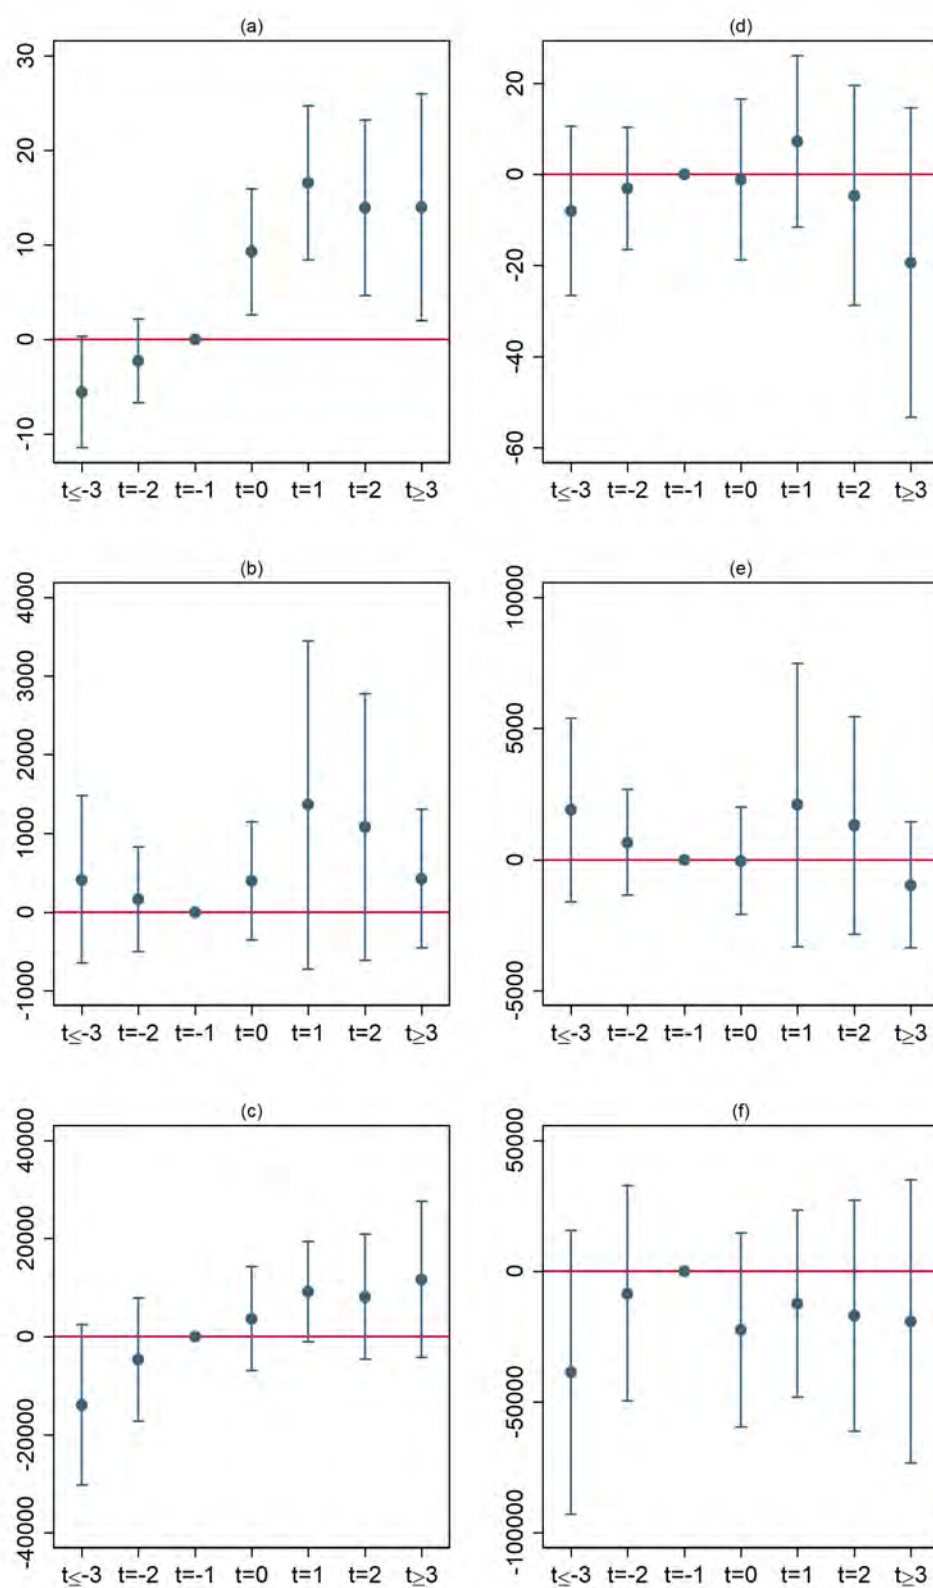 (a)
30
20
10
0
-10
t≤-3 t=-2 t=-1 t=0 t=1 t=2 t≥3
(d)
20
0
-20
-40
-60
t≤-3 t=-2 t=-1 t=0 t=1 t=2 t≥3
(b)
4000
3000
2000
1000
0
-1000
t≤-3 t=-2 t=-1 t=0 t=1 t=2 t≥3
(e)
10000
5000
0
-5000
t≤-3 t=-2 t=-1 t=0 t=1 t=2 t≥3
(c)
40000
20000
0
-20000
-40000
t≤-3 t=-2 t=-1 t=0 t=1 t=2 t≥3
(f)
50000
0
-50000
-100000
t≤-3 t=-2 t=-1 t=0 t=1 t=2 t≥3